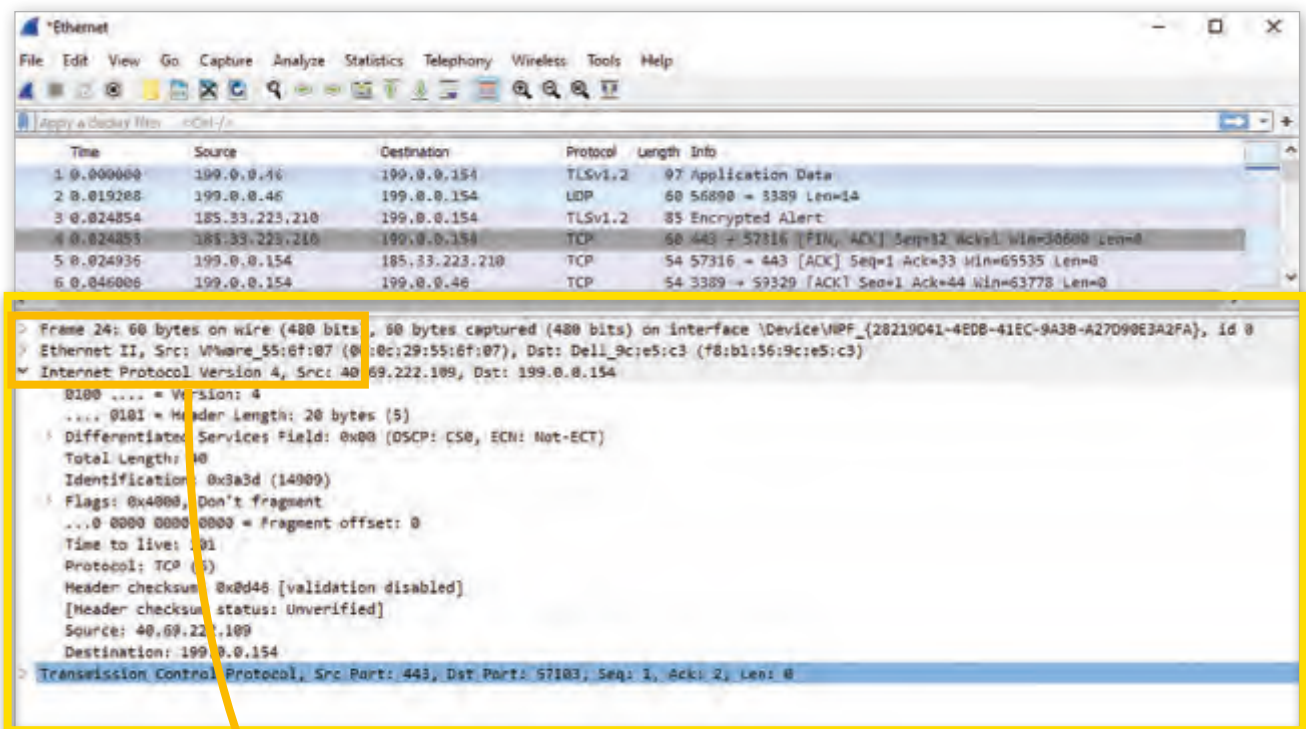 *Ethernet
File Edit View Go Capture Analyze Statistics Telephony Wireless Tools Help
Apply a display filter ... <Ctrl-/>
Time Source Destination Protocol Length Info
1 0.000000 199.0.0.46 199.0.0.154 TLSv1.2 97 Application Data
2 0.019208 199.0.0.46 199.0.0.154 UDP 60 56890 → 3389 Len=14
3 0.024854 185.33.223.210 199.0.0.154 TLSv1.2 85 Encrypted Alert
4 0.024855 185.33.223.210 199.0.0.154 TCP 60 443 → 57316 [FIN, ACK] Seq=32 Ack=1 Win=30600 Len=0
5 0.024936 199.0.0.154 185.33.223.210 TCP 54 57316 → 443 [ACK] Seq=1 Ack=33 Win=65535 Len=0
6 0.046006 199.0.0.154 199.0.0.46 TCP 54 3389 → 59329 [ACK] Seq=1 Ack=44 Win=63778 Len=0
Frame 24: 60 bytes on wire (480 bits), 60 bytes captured (480 bits) on interface \Device\NPF_{28219D41-4EDB-41EC-9A3B-A27D90E3A2FA}, id 0
Ethernet II, Src: VMware_55:6f:07 (00:0c:29:55:6f:07), Dst: Dell_9c:e5:c3 (f8:b1:56:9c:e5:c3)
Internet Protocol Version 4, Src: 40.69.222.109, Dst: 199.0.0.154
0100 .... = Version: 4
.... 0101 = Header Length: 20 bytes (5)
Differentiated Services Field: 0x00 (DSCP: CS0, ECN: Not-ECT)
Total Length: 40
Identification: 0x3a3d (14909)
Flags: 0x4000, Don't fragment
...0 0000 0000 0000 = Fragment offset: 0
Time to live: 101
Protocol: TCP (6)
Header checksum: 0x0d46 [validation disabled]
[Header checksum status: Unverified]
Source: 40.69.222.109
Destination: 199.0.0.154
Transmission Control Protocol, Src Port: 443, Dst Port: 57103, Seq: 1, Ack: 2, Len: 0